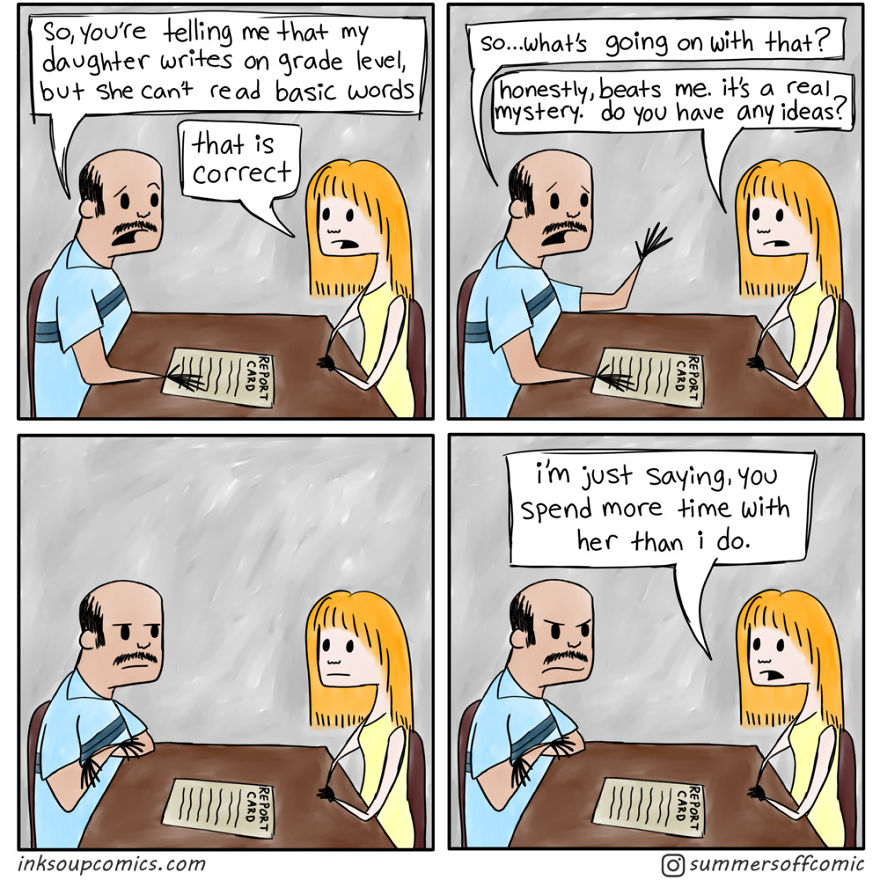 So, you're telling me that my
daughter writes on grade level,
but she can't read basic words
that is
correct
REPORT
CARD
so...what's going on with that?
honestly, beats me. it's a real
mystery. do you have any ideas?
REPORT
CARD
REPORT
CARD
i'm just saying, you
spend more time with
her than i do.
REPORT
CARD
inksoupcomics.com
summersoffcomic